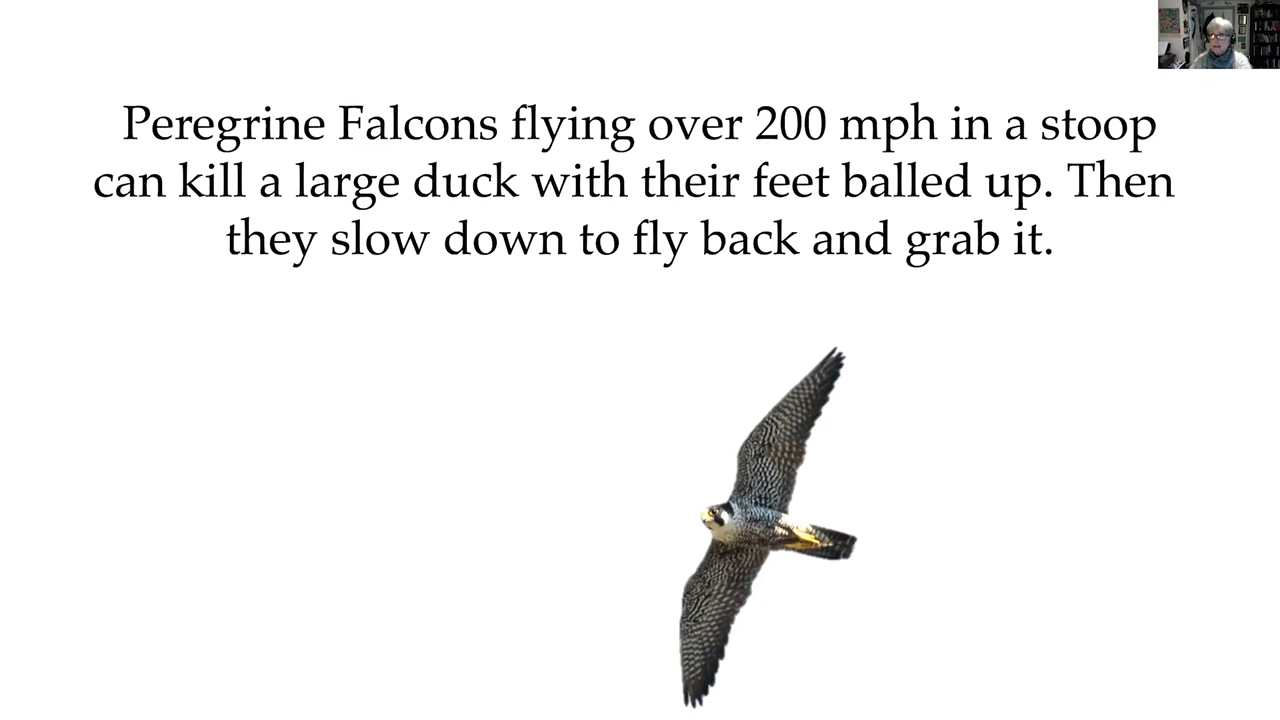 Peregrine Falcons flying over 200 mph in a stoop
can kill a large duck with their feet balled up. Then
they slow down to fly back and grab it.